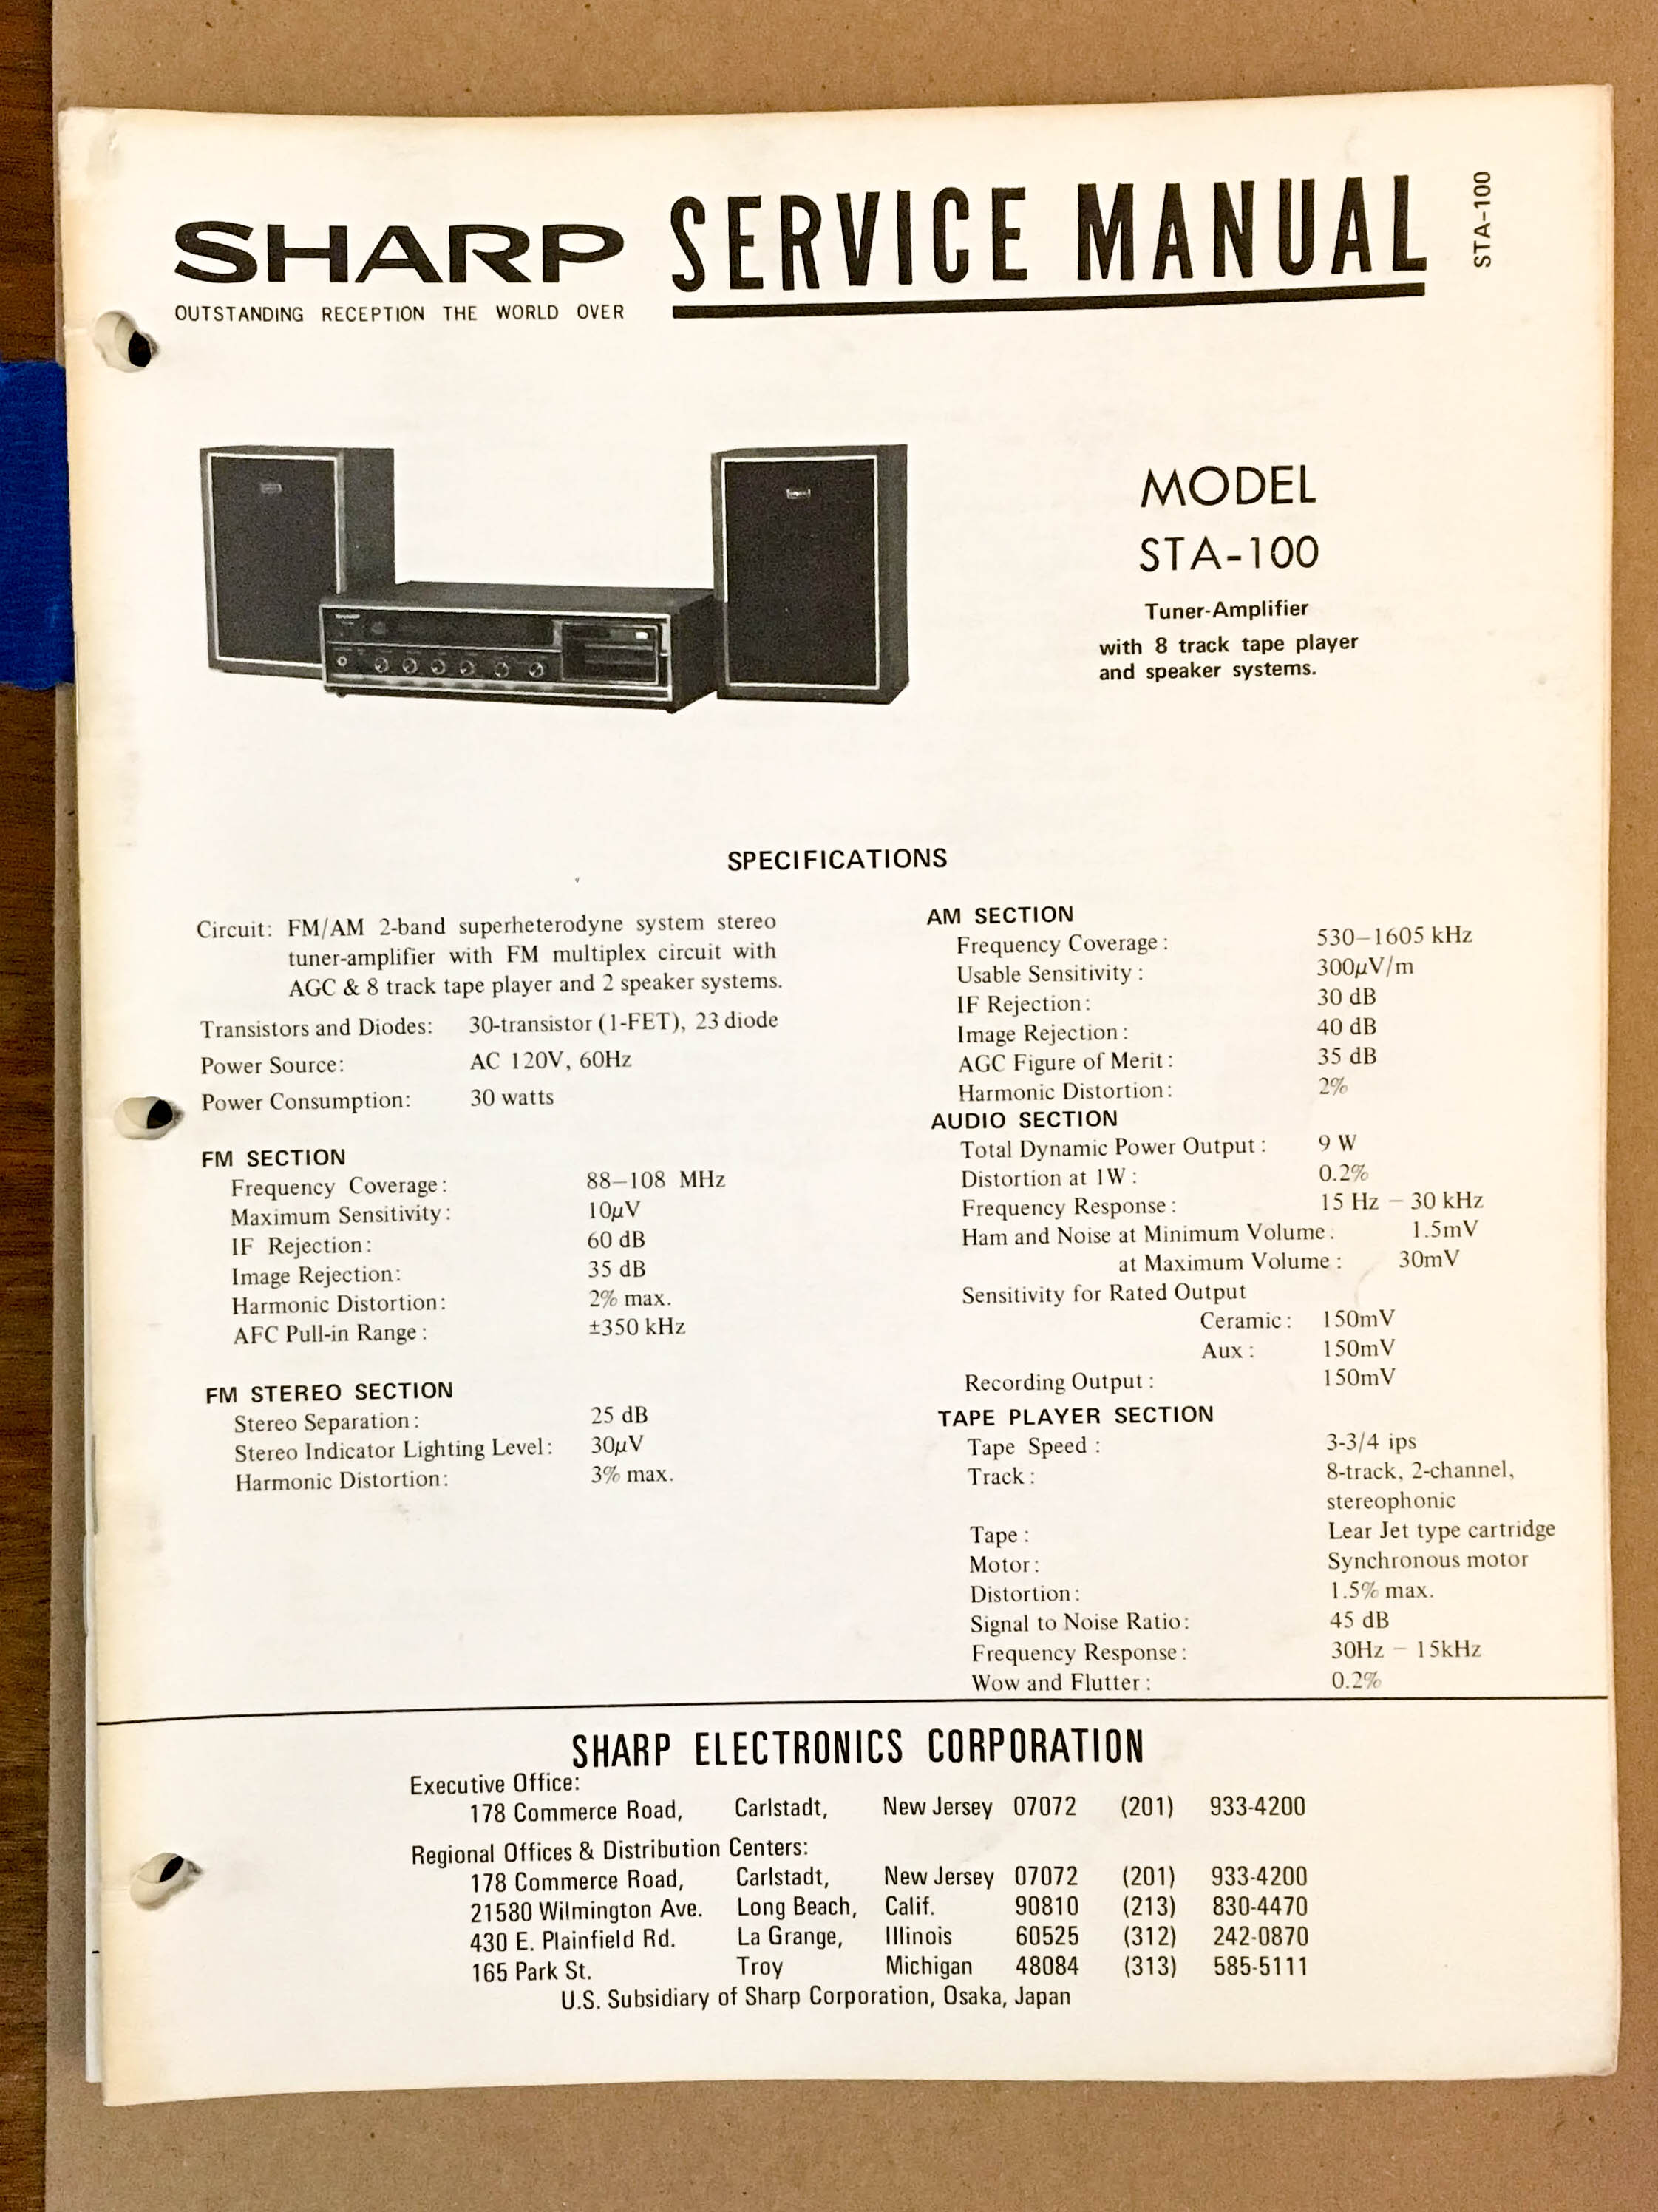 SHARP SERVICE MANUAL
STA-100
OUTSTANDING RECEPTION THE WORLD OVER
MODEL
STA-100
Tuner-Amplifier
with 8 track tape player
and speaker systems.
SHARP
SPECIFICATIONS
Circuit: FM/AM 2-band superheterodyne system stereo
tuner-amplifier with FM multiplex circuit with
AGC & 8 track tape player and 2 speaker systems.
Transistors and Diodes: 30-transistor (1-FET), 23 diode
Power Source: AC 120V, 60Hz
Power Consumption: 30 watts
FM SECTION
Frequency Coverage: 88–108 MHz
Maximum Sensitivity: 10µV
IF Rejection: 60 dB
Image Rejection: 35 dB
Harmonic Distortion: 2% max.
AFC Pull-in Range: ±350 kHz
FM STEREO SECTION
Stereo Separation: 25 dB
Stereo Indicator Lighting Level: 30µV
Harmonic Distortion: 3% max.
AM SECTION
Frequency Coverage: 530–1605 kHz
Usable Sensitivity: 300µV/m
IF Rejection: 30 dB
Image Rejection: 40 dB
AGC Figure of Merit: 35 dB
Harmonic Distortion: 2%
AUDIO SECTION
Total Dynamic Power Output: 9 W
Distortion at 1W: 0.2%
Frequency Response: 15 Hz – 30 kHz
Ham and Noise at Minimum Volume: 1.5mV
at Maximum Volume: 30mV
Sensitivity for Rated Output
Ceramic: 150mV
Aux: 150mV
Recording Output: 150mV
TAPE PLAYER SECTION
Tape Speed: 3-3/4 ips
Track: 8-track, 2-channel,
stereophonic
Tape: Lear Jet type cartridge
Motor: Synchronous motor
Distortion: 1.5% max.
Signal to Noise Ratio: 45 dB
Frequency Response: 30Hz – 15kHz
Wow and Flutter: 0.2%
SHARP ELECTRONICS CORPORATION
Executive Office:
178 Commerce Road, Carlstadt, New Jersey 07072 (201) 933-4200
Regional Offices & Distribution Centers:
178 Commerce Road, Carlstadt, New Jersey 07072 (201) 933-4200
21580 Wilmington Ave. Long Beach, Calif. 90810 (213) 830-4470
430 E. Plainfield Rd. La Grange, Illinois 60525 (312) 242-0870
165 Park St. Troy Michigan 48084 (313) 585-5111
U.S. Subsidiary of Sharp Corporation, Osaka, Japan